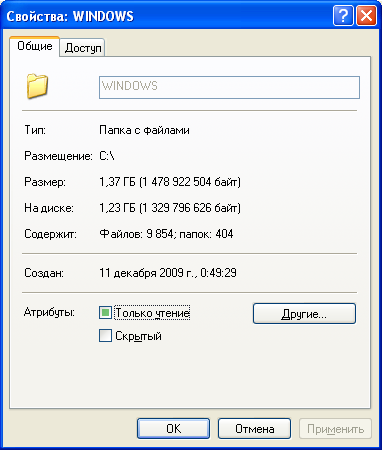 Свойства: WINDOWS
Общие
Доступ
WINDOWS
Тип: Папка с файлами
Размещение: C:\
Размер: 1,37 ГБ (1 478 922 504 байт)
На диске: 1,23 ГБ (1 329 796 626 байт)
Содержит: Файлов: 9 854; папок: 404
Создан: 11 декабря 2009 г., 0:49:29
Атрибуты: Только чтение Другие...
Скрытый
OK Отмена Применить